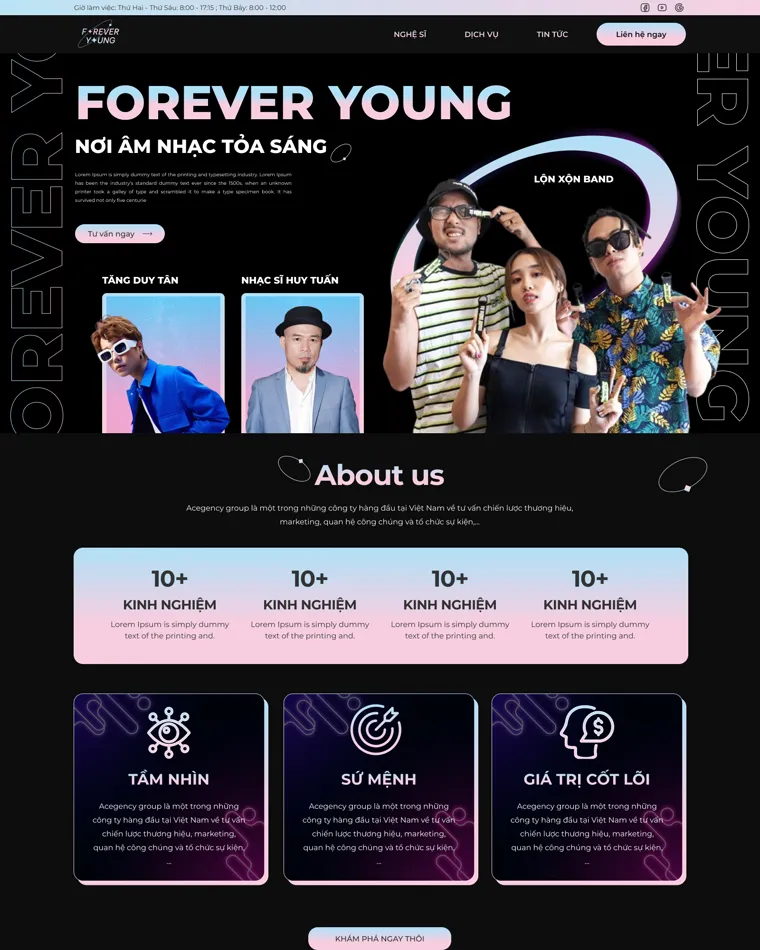 Giờ làm việc: Thứ Hai - Thứ Sáu: 8:00 - 17:15 ; Thứ Bảy: 8:00 - 12:00
FOREVER
YOUNG
NGHỆ SĨ
DỊCH VỤ
TIN TỨC
Liên hệ ngay
FOREVER YOUNG
NƠI ÂM NHẠC TỎA SÁNG
Lorem Ipsum is simply dummy text of the printing and typesetting industry. Lorem Ipsum
has been the industry's standard dummy text ever since the 1500s, when an unknown
printer took a galley of type and scrambled it to make a type specimen book. It has
survived not only five centurie
Tư vấn ngay
LỘN XỘN BAND
TĂNG DUY TÂN
NHẠC SĨ HUY TUẤN
OREVER YO
ER YOUNG
About us
Acegency group là một trong những công ty hàng đầu tại Việt Nam về tư vấn chiến lược thương hiệu,
marketing, quan hệ công chúng và tổ chức sự kiện,...
10+
KINH NGHIỆM
Lorem Ipsum is simply dummy
text of the printing and.
10+
KINH NGHIỆM
Lorem Ipsum is simply dummy
text of the printing and.
10+
KINH NGHIỆM
Lorem Ipsum is simply dummy
text of the printing and.
10+
KINH NGHIỆM
Lorem Ipsum is simply dummy
text of the printing and.
TẦM NHÌN
Acegency group là một trong những
công ty hàng đầu tại Việt Nam về tư vấn
chiến lược thương hiệu, marketing,
quan hệ công chúng và tổ chức sự kiện,
...
SỨ MỆNH
Acegency group là một trong những
công ty hàng đầu tại Việt Nam về tư vấn
chiến lược thương hiệu, marketing,
quan hệ công chúng và tổ chức sự kiện,
...
GIÁ TRỊ CỐT LÕI
Acegency group là một trong những
công ty hàng đầu tại Việt Nam về tư vấn
chiến lược thương hiệu, marketing,
quan hệ công chúng và tổ chức sự kiện,
...
KHÁM PHÁ NGAY THÔI